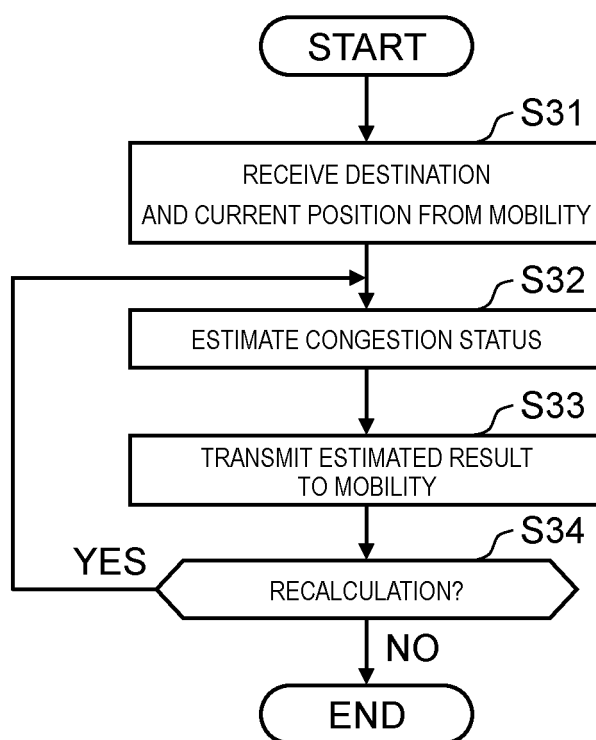 START
S31
RECEIVE DESTINATION
AND CURRENT POSITION FROM MOBILITY
S32
ESTIMATE CONGESTION STATUS
S33
TRANSMIT ESTIMATED RESULT
TO MOBILITY
S34
YES
RECALCULATION?
NO
END